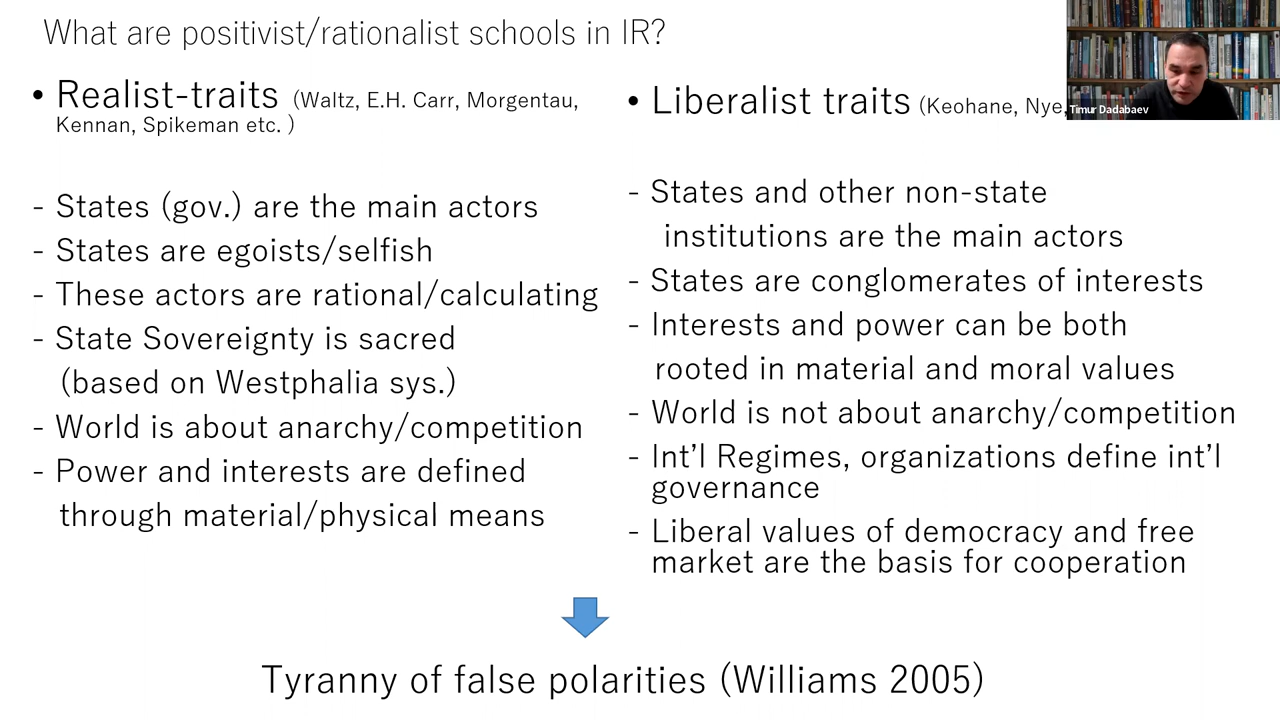 What are positivist/rationalist schools in IR?
• Realist-traits (Waltz, E.H. Carr, Morgentau,
Kennan, Spikeman etc. )
- States (gov.) are the main actors
- States are egoists/selfish
- These actors are rational/calculating
- State Sovereignty is sacred
(based on Westphalia sys.)
- World is about anarchy/competition
- Power and interests are defined
through material/physical means
• Liberalist traits (Keohane, Nye,
- States and other non-state
institutions are the main actors
- States are conglomerates of interests
- Interests and power can be both
rooted in material and moral values
- World is not about anarchy/competition
- Int'l Regimes, organizations define int'l
governance
- Liberal values of democracy and free
market are the basis for cooperation
Tyranny of false polarities (Williams 2005)
Timur Dadabaev